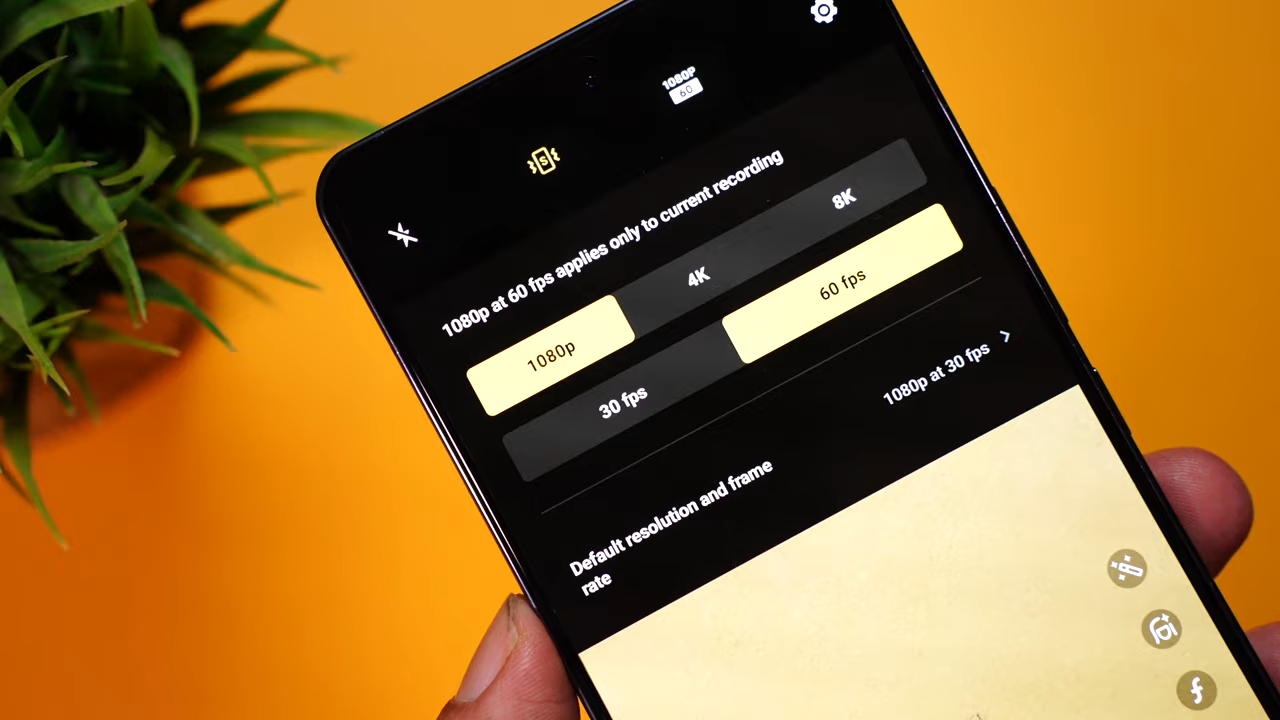 1080P
60
S
1080p at 60 fps applies only to current recording
1080p
4K
8K
30 fps
60 fps
Default resolution and frame
rate
1080p at 30 fps